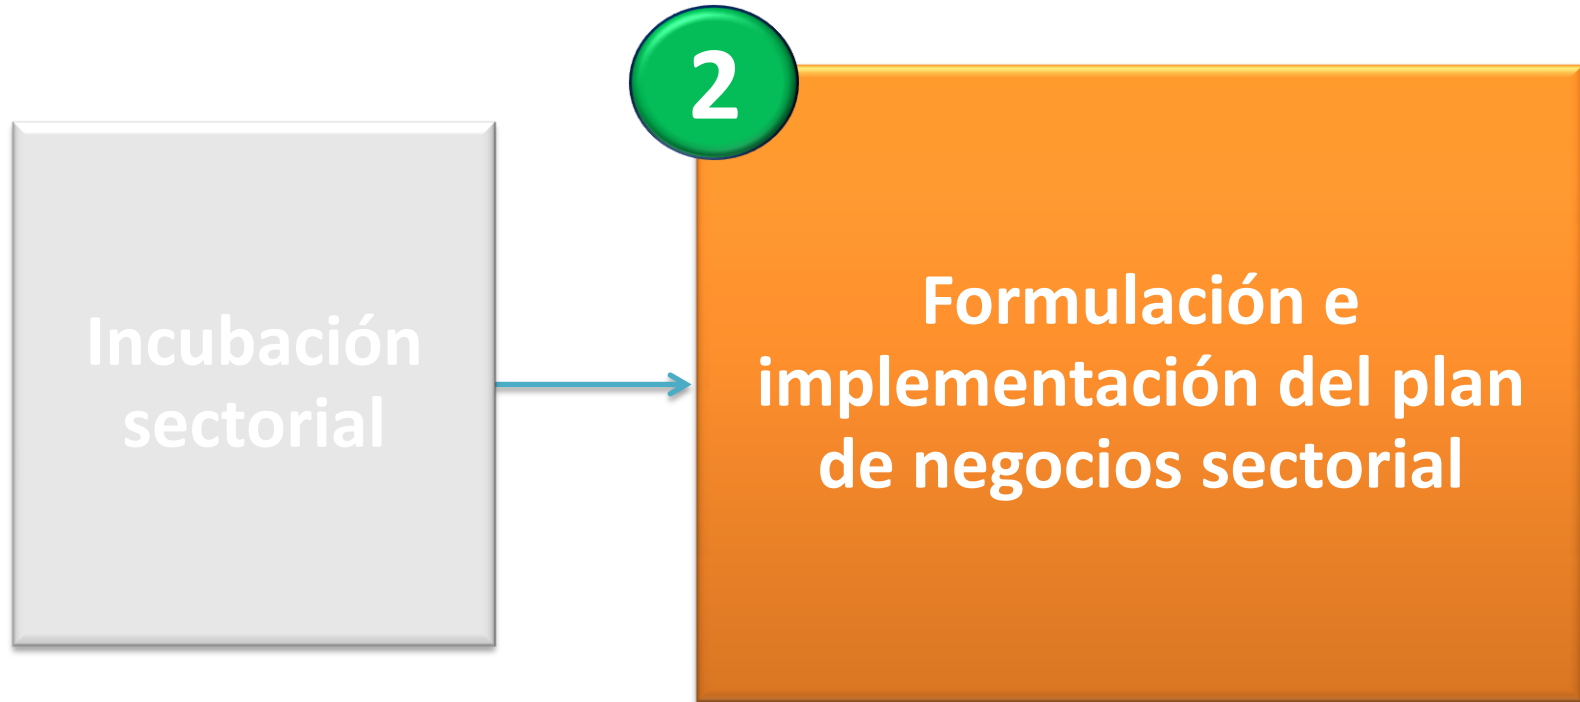 2
Incubación
sectorial
Formulación e
implementación del plan
de negocios sectorial